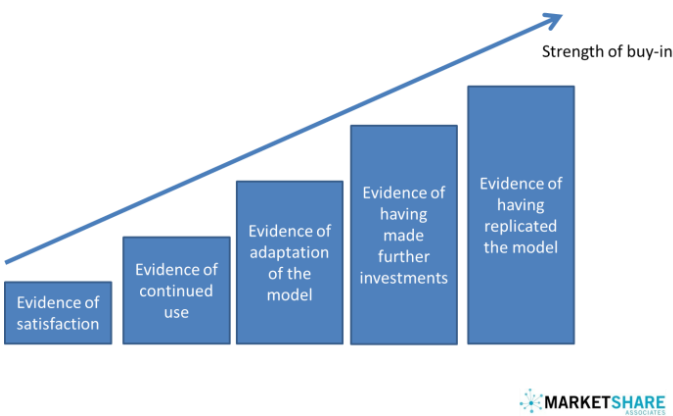 Strength of buy-in
Evidence of
satisfaction
Evidence of
continued
use
Evidence of
adaptation
of the
model
Evidence of
having
made
further
investments
Evidence of
having
replicated
the model
MARKETSHARE
ASSOCIATES